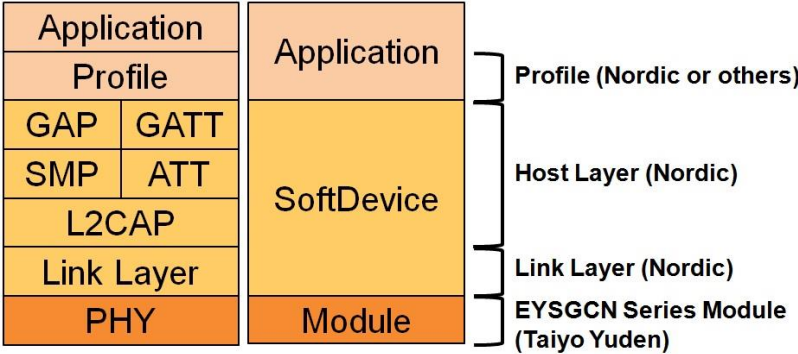 Application
Profile
GAP GATT
SMP ATT
L2CAP
Link Layer
PHY
Application
SoftDevice
Module
Profile (Nordic or others)
Host Layer (Nordic)
Link Layer (Nordic)
EYSGCN Series Module
(Taiyo Yuden)